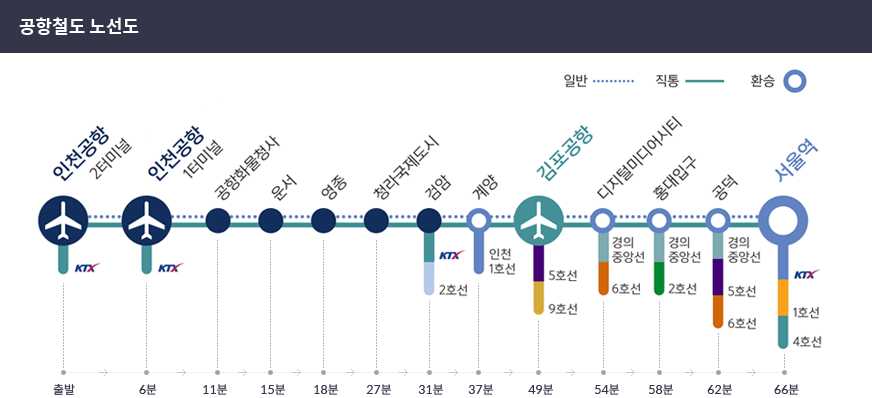 공항철도 노선도
일반
직통
환승
인천공항
2터미널
인천공항
1터미널
공항화물청사
운서
영종
청라국제도시
검암
계양
김포공항
디지털미디어시티
홍대입구
공덕
서울역
KTX
KTX
KTX
2호선
인천
1호선
5호선
9호선
경의
중앙선
6호선
경의
중앙선
2호선
경의
중앙선
5호선
6호선
KTX
1호선
4호선
출발
6분
11분
15분
18분
27분
31분
37분
49분
54분
58분
62분
66분